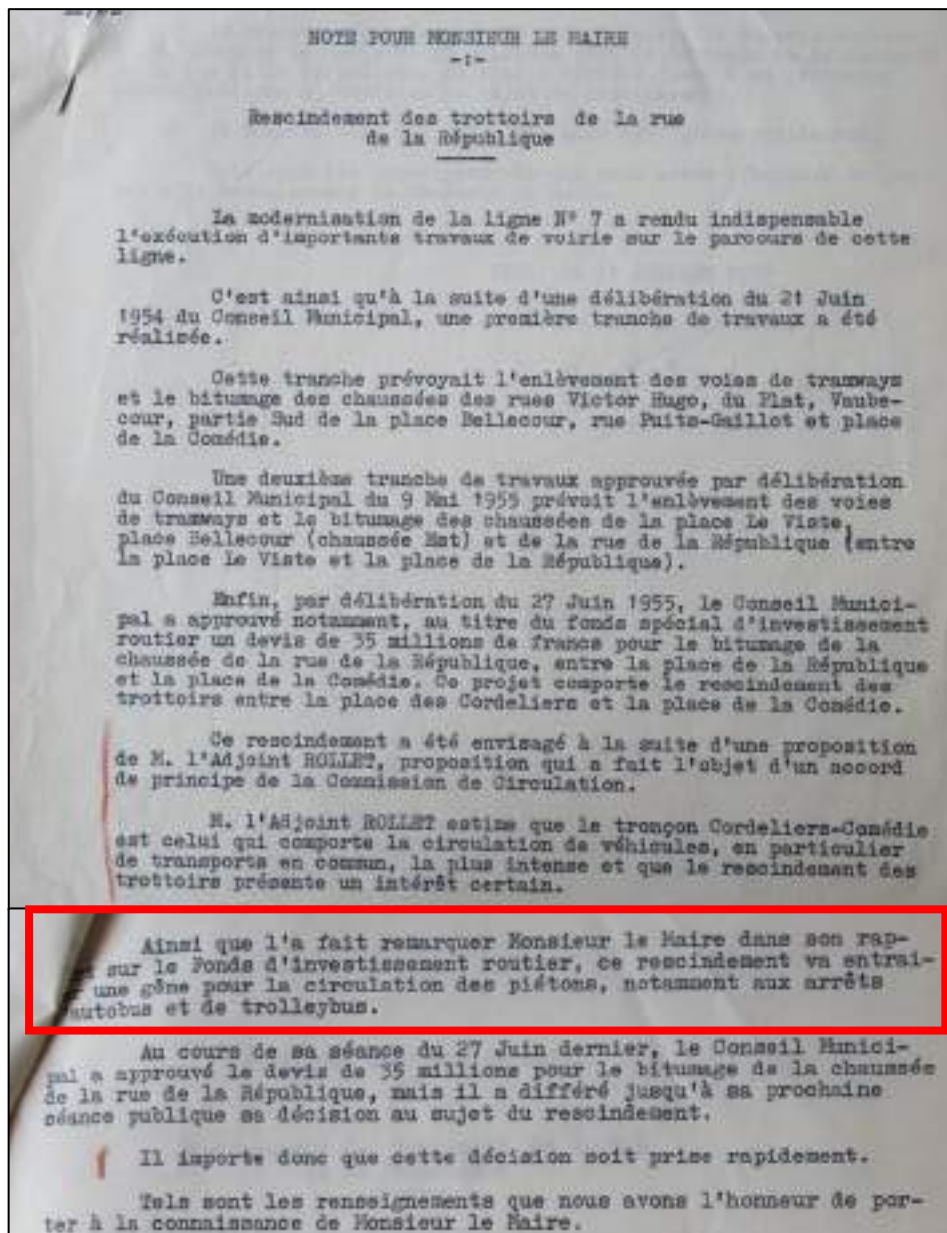 NOTE POUR MONSIEUR LE MAIRE
-:-
Rescindement des trottoirs de la rue
de la République
La modernisation de la ligne N° 7 a rendu indispensable
l'exécution d'importants travaux de voirie sur le parcours de cette
ligne.
C'est ainsi qu'à la suite d'une délibération du 21 Juin
1954 du Conseil Municipal, une première tranche de travaux a été
réalisée.
Cette tranche prévoyait l'enlèvement des voies de tramways
et le bitumage des chaussées des rues Victor Hugo, du Plat, Vaube-
cour, partie Sud de la place Bellecour, rue Puits-Gaillot et place
de la Comédie.
Une deuxième tranche de travaux approuvée par délibération
du Conseil Municipal du 9 Mai 1955 prévoit l'enlèvement des voies
de tramways et le bitumage des chaussées de la place Le Viste,
place Bellecour (chaussée Est) et de la rue de la République (entre
la place Le Viste et la place de la République).
Enfin, par délibération du 27 Juin 1955, le Conseil Munici-
pal a approuvé notamment, au titre du fonds spécial d'investissement
routier un devis de 35 millions de francs pour le bitumage de la
chaussée de la rue de la République, entre la place de la République
et la place de la Comédie. Ce projet comporte le rescindement des
trottoirs entre la place des Cordeliers et la place de la Comédie.
Ce rescindement a été envisagé à la suite d'une proposition
de M. l'Adjoint ROLLET, proposition qui a fait l'objet d'un accord
de principe de la Commission de Circulation.
M. l'Adjoint ROLLET estime que le tronçon Cordeliers-Comédie
est celui qui comporte la circulation de véhicules, en particulier
de transports en commun, la plus intense et que le rescindement des
trottoirs présente un intérêt certain.
Ainsi que l'a fait remarquer Monsieur le Maire dans son rap-
sur le Fonds d'investissement routier, ce rescindement va entrai-
une gêne pour la circulation des piétons, notamment aux arrêts
autobus et de trolleybus.
Au cours de sa séance du 27 Juin dernier, le Conseil Munici-
pal a approuvé le devis de 35 millions pour le bitumage de la chaussée
de la rue de la République, mais il a différé jusqu'à sa prochaine
séance publique sa décision au sujet du rescindement.
Il importe donc que cette décision soit prise rapidement.
Tels sont les renseignements que nous avons l'honneur de por-
ter à la connaissance de Monsieur le Maire.